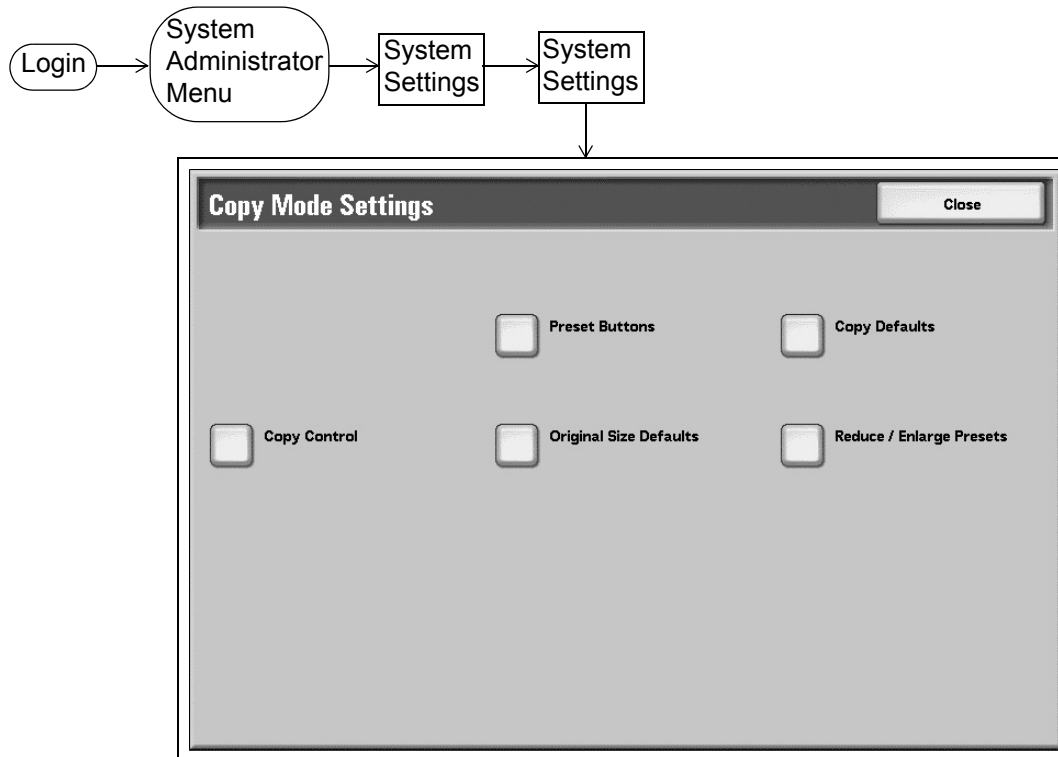 Login
System
Administrator
Menu
System
Settings
System
Settings
Copy Mode Settings
Close
Preset Buttons
Copy Defaults
Copy Control
Original Size Defaults
Reduce / Enlarge Presets